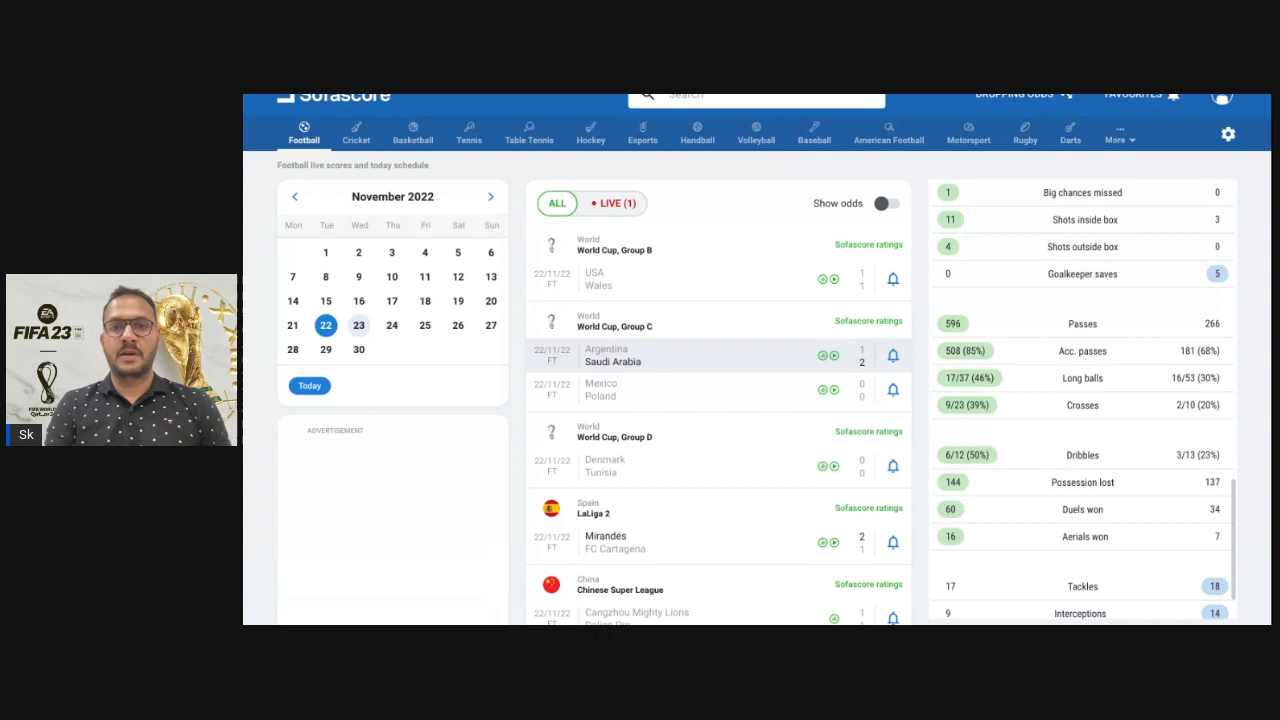 Sofascore
Search
DROPPING ODDS
FAVOURITES
Football
Cricket
Basketball
Tennis
Table Tennis
Hockey
Esports
Handball
Volleyball
Baseball
American Football
Motorsport
Rugby
Darts
More
Football live scores and today schedule
November 2022
Mon Tue Wed Thu Fri Sat Sun
1 2 3 4 5 6
7 8 9 10 11 12 13
14 15 16 17 18 19 20
21 22 23 24 25 26 27
28 29 30
Today
ADVERTISEMENT
ALL
LIVE (1)
Show odds
World
World Cup, Group B
Sofascore ratings
22/11/22 USA 1
FT Wales 1
World
World Cup, Group C
Sofascore ratings
22/11/22 Argentina 1
FT Saudi Arabia 2
22/11/22 Mexico 0
FT Poland 0
World
World Cup, Group D
Sofascore ratings
22/11/22 Denmark 0
FT Tunisia 0
Spain
LaLiga 2
Sofascore ratings
22/11/22 Mirandés 2
FT FC Cartagena 1
China
Chinese Super League
Sofascore ratings
22/11/22 Cangzhou Mighty Lions 1
FT
1 Big chances missed 0
11 Shots inside box 3
4 Shots outside box 0
0 Goalkeeper saves 5
596 Passes 266
508 (85%) Acc. passes 181 (68%)
17/37 (46%) Long balls 16/53 (30%)
9/23 (39%) Crosses 2/10 (20%)
6/12 (50%) Dribbles 3/13 (23%)
144 Possession lost 137
60 Duels won 34
16 Aerials won 7
17 Tackles 18
9 Interceptions 14
EA
SPORTS
FIFA 23
FIFA WORLD CUP
Qatar2022
Sk